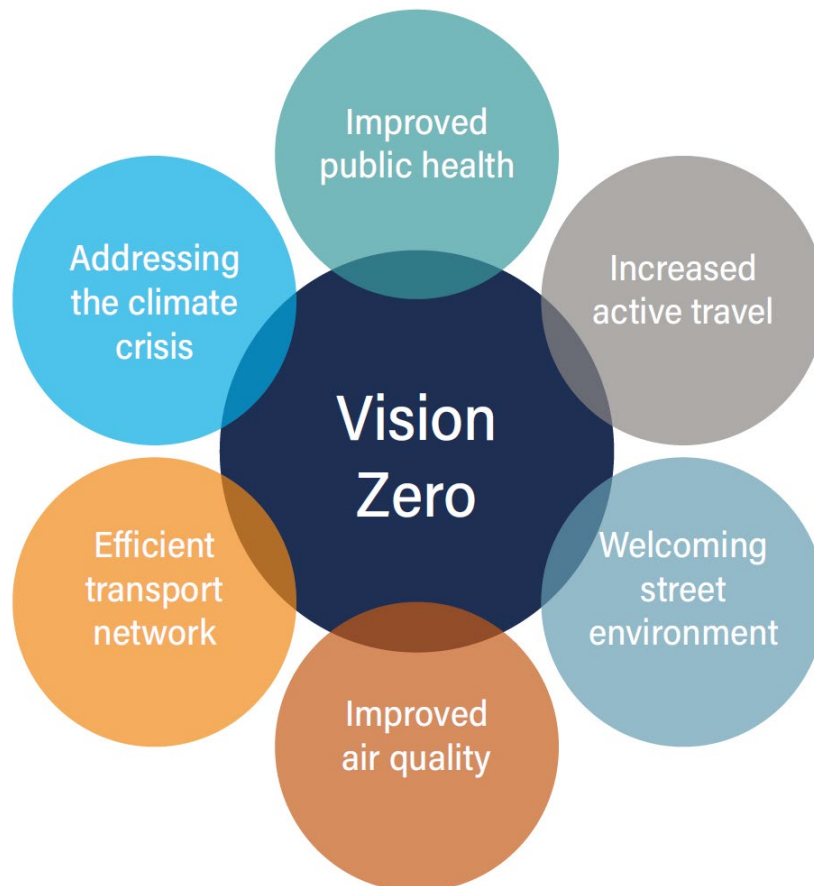 Improved
public health
Increased
active travel
Welcoming
street
environment
Improved
air quality
Efficient
transport
network
Addressing
the climate
crisis
Vision
Zero